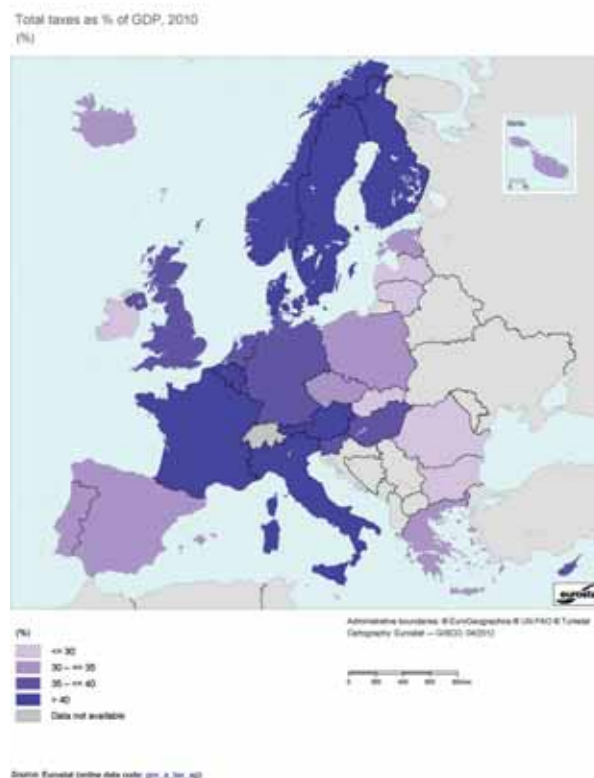 Total taxes as % of GDP, 2010
(%)
Malta
eurostat
Administrative boundaries: © EuroGeographics © UN-FAO © Turkstat
Cartography: Eurostat — GISCO, 04/2012
(%)
<= 30
30 – <= 35
35 – <= 40
> 40
Data not available
Source: Eurostat (online data code: